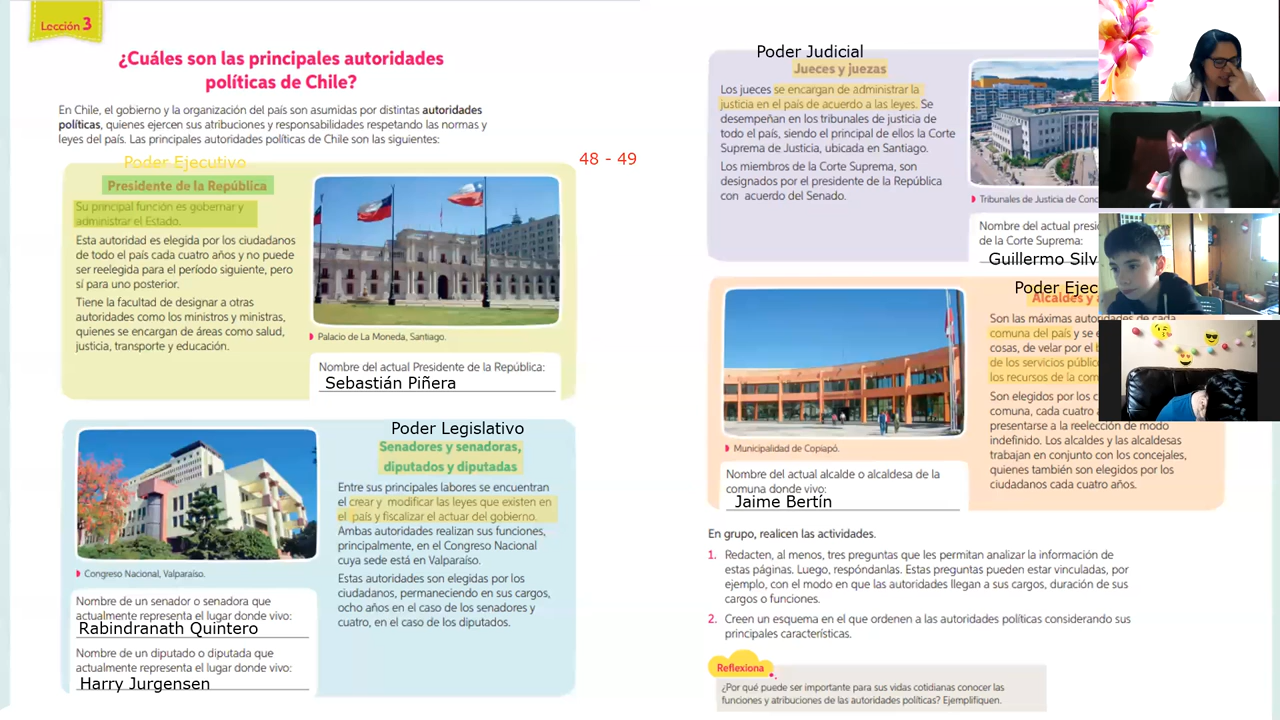 Lección 3
¿Cuáles son las principales autoridades
políticas de Chile?
En Chile, el gobierno y la organización del país son asumidas por distintas autoridades
políticas, quienes ejercen sus atribuciones y responsabilidades respetando las normas y
leyes del país. Las principales autoridades políticas de Chile son las siguientes:
48 - 49
Poder Ejecutivo
Presidente de la República
Su principal función es gobernar y
administrar el Estado.
Esta autoridad es elegida por los ciudadanos
de todo el país cada cuatro años y no puede
ser reelegida para el período siguiente, pero
sí para uno posterior.
Tiene la facultad de designar a otras
autoridades como los ministros y ministras,
quienes se encargan de áreas como salud,
justicia, transporte y educación.
Palacio de La Moneda, Santiago.
Nombre del actual Presidente de la República:
Sebastián Piñera
Poder Legislativo
Senadores y senadoras,
diputados y diputadas
Entre sus principales labores se encuentran
el crear y modificar las leyes que existen en
el país y fiscalizar el actuar del gobierno.
Ambas autoridades realizan sus funciones,
principalmente, en el Congreso Nacional
cuya sede está en Valparaíso.
Estas autoridades son elegidas por los
ciudadanos, permaneciendo en sus cargos,
ocho años en el caso de los senadores y
cuatro, en el caso de los diputados.
Congreso Nacional, Valparaíso.
Nombre de un senador o senadora que
actualmente representa el lugar donde vivo:
Rabindranath Quintero
Nombre de un diputado o diputada que
actualmente representa el lugar donde vivo:
Harry Jurgensen
Poder Judicial
Jueces y juezas
Los jueces se encargan de administrar la
justicia en el país de acuerdo a las leyes. Se
desempeñan en los tribunales de justicia de
todo el país, siendo el principal de ellos la Corte
Suprema de Justicia, ubicada en Santiago.
Los miembros de la Corte Suprema, son
designados por el presidente de la República
con acuerdo del Senado.
Tribunales de Justicia de Conc
Nombre del actual presi
de la Corte Suprema:
Guillermo Silv
Poder Ejec
Alcaldes y a
Son las máximas autoridades de cada
comuna del país y se e
cosas, de velar por el b
de los servicios públic
los recursos de la com
Son elegidos por los c
comuna, cada cuatro a
presentarse a la reelección de modo
indefinido. Los alcaldes y las alcaldesas
trabajan en conjunto con los concejales,
quienes también son elegidos por los
ciudadanos cada cuatro años.
Municipalidad de Copiapó.
Nombre del actual alcalde o alcaldesa de la
comuna donde vivo:
Jaime Bertín
En grupo, realicen las actividades.
1. Redacten, al menos, tres preguntas que les permitan analizar la información de
estas páginas. Luego, respóndanlas. Estas preguntas pueden estar vinculadas, por
ejemplo, con el modo en que las autoridades llegan a sus cargos, duración de sus
cargos o funciones.
2. Creen un esquema en el que ordenen a las autoridades políticas considerando sus
principales características.
Reflexiona
¿Por qué puede ser importante para sus vidas cotidianas conocer las
funciones y atribuciones de las autoridades políticas? Ejemplifiquen.